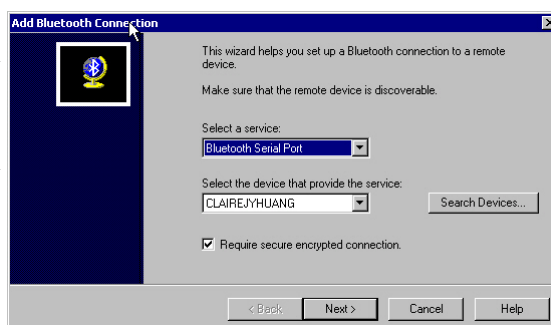 Add Bluetooth Connection
This wizard helps you set up a Bluetooth connection to a remote
device.
Make sure that the remote device is discoverable.
Select a service:
Bluetooth Serial Port
Select the device that provide the service:
CLAIREJYHUANG
Search Devices...
Require secure encrypted connection.
< Back
Next >
Cancel
Help